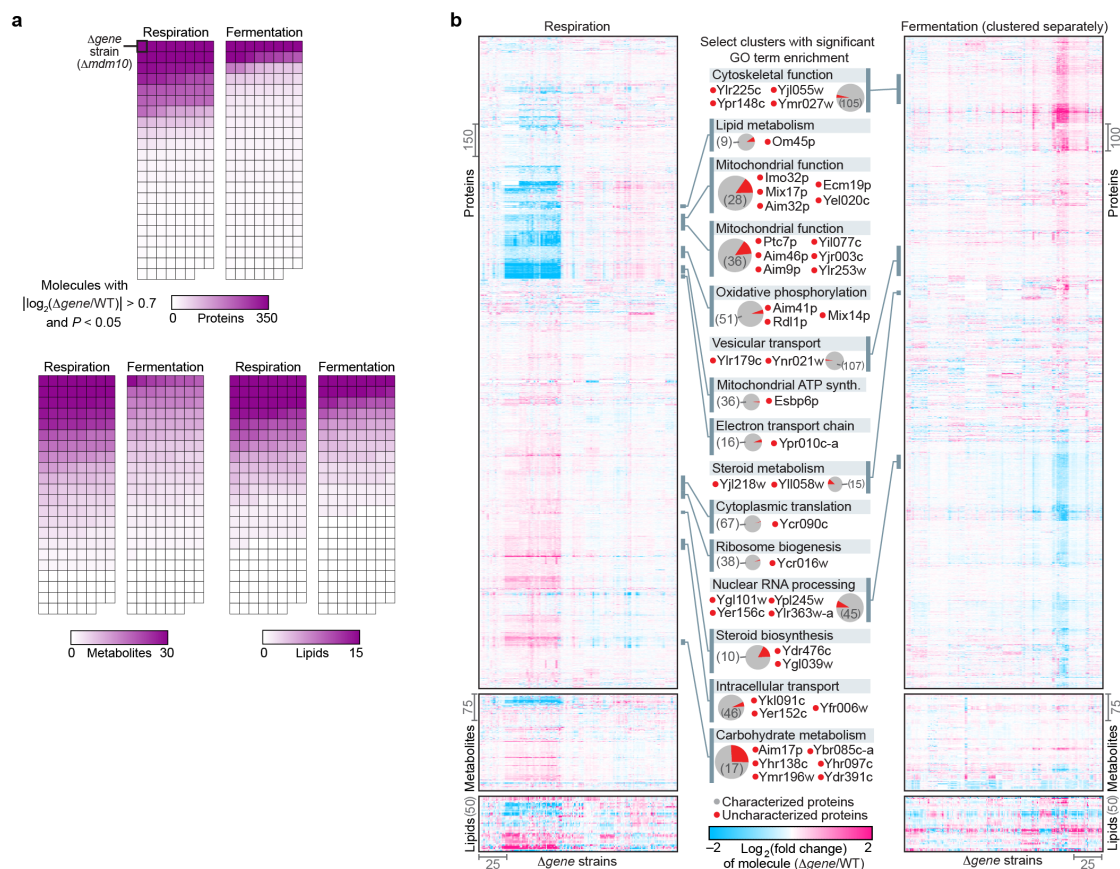 a
Respiration
Fermentation
Δgene
strain
(Δmdm10)
Molecules with
|log2(Δgene/WT)| > 0.7
and P < 0.05
0
Proteins
350
Respiration
Fermentation
Respiration
Fermentation
0
Metabolites
30
0
Lipids
15
b
Respiration
Fermentation (clustered separately)
Select clusters with significant
GO term enrichment
Cytoskeletal function
Ylr225c Yjl055w
Ypr148c Ymr027w
(105)
Lipid metabolism
(9) Om45p
Mitochondrial function
(28)
Imo32p
Mix17p
Aim32p
Ecm19p
Yel020c
Mitochondrial function
(36)
Ptc7p Yil077c
Aim46p Yjr003c
Aim9p Ylr253w
Oxidative phosphorylation
(51)
Aim41p
Rdl1p
Mix14p
Vesicular transport
Ylr179c Ynr021w (107)
Mitochondrial ATP synth.
(36) Esbp6p
Electron transport chain
(16) Ypr010c-a
Steroid metabolism
Yjl218w Yll058w (15)
Cytoplasmic translation
(67) Ycr090c
Ribosome biogenesis
(38) Ycr016w
Nuclear RNA processing
Ygl101w Ypl245w
Yer156c Ylr363w-a
(45)
Steroid biosynthesis
(10)
Ydr476c
Ygl039w
Intracellular transport
(46)
Ykl091c
Yer152c
Yfr006w
Carbohydrate metabolism
(17)
Aim17p Ybr085c-a
Yhr138c Yhr097c
Ymr196w Ydr391c
Characterized proteins
Uncharacterized proteins
−2
2
Log2(fold change)
of molecule (Δgene/WT)
Proteins
150
Metabolites
75
Lipids (50)
25
Δgene strains
Proteins
100
Metabolites
75
Lipids (50)
Δgene strains
25